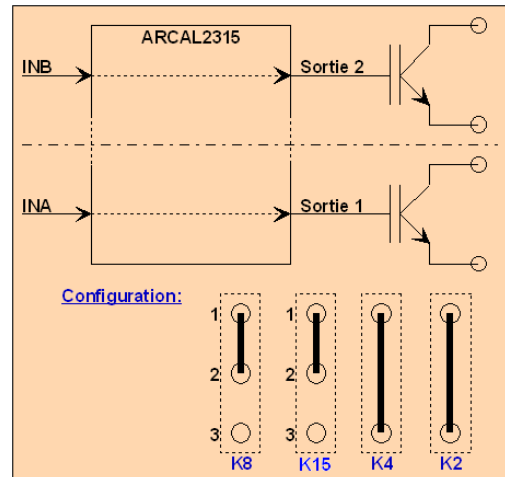 ARCAL2315
INB Sortie 2
INA Sortie 1
Configuration:
1 1
2 2
3 3
K8 K15 K4 K2